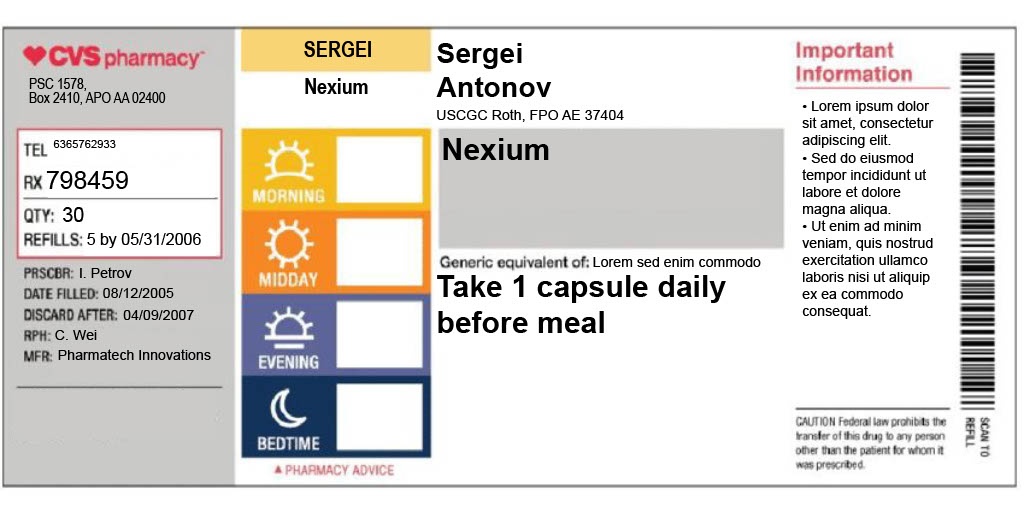 CVS pharmacy
PSC 1578,
Box 2410, APO AA 02400
TEL 6365762933
RX 798459
QTY: 30
REFILLS: 5 by 05/31/2006
PRSCBR: I. Petrov
DATE FILLED: 08/12/2005
DISCARD AFTER: 04/09/2007
RPH: C. Wei
MFR: Pharmatech Innovations
SERGEI
Nexium
MORNING
MIDDAY
EVENING
BEDTIME
▲ PHARMACY ADVICE
Sergei
Antonov
USCGC Roth, FPO AE 37404
Nexium
Generic equivalent of: Lorem sed enim commodo
Take 1 capsule daily
before meal
Important
Information
• Lorem ipsum dolor
sit amet, consectetur
adipiscing elit.
• Sed do eiusmod
tempor incididunt ut
labore et dolore
magna aliqua.
• Ut enim ad minim
veniam, quis nostrud
exercitation ullamco
laboris nisi ut aliquip
ex ea commodo
consequat.
CAUTION Federal law prohibits the
transfer of this drug to any person
other than the patient for whom it
was prescribed.
SCAN TO
REFILL